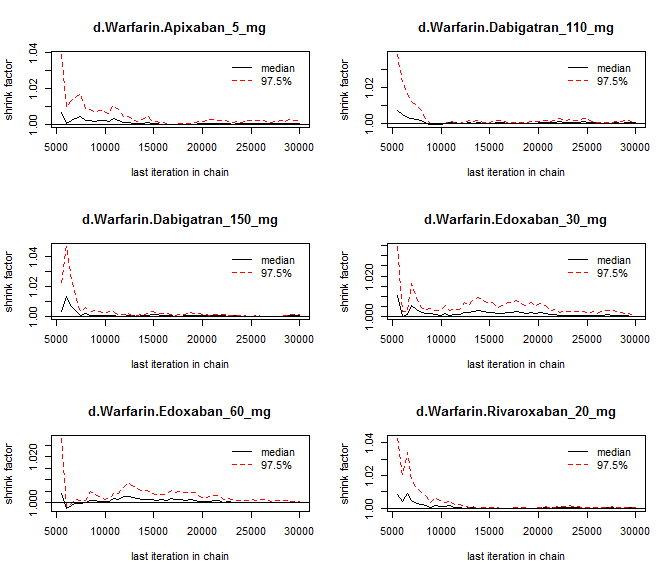 d.Warfarin.Apixaban_5_mg
shrink factor
1.00
1.02
1.04
median
97.5%
5000 10000 15000 20000 25000 30000
last iteration in chain
d.Warfarin.Dabigatran_110_mg
shrink factor
1.00
1.02
median
97.5%
5000 10000 15000 20000 25000 30000
last iteration in chain
d.Warfarin.Dabigatran_150_mg
shrink factor
1.00
1.02
1.04
median
97.5%
5000 10000 15000 20000 25000 30000
last iteration in chain
d.Warfarin.Edoxaban_30_mg
shrink factor
1.000
1.020
median
97.5%
5000 10000 15000 20000 25000 30000
last iteration in chain
d.Warfarin.Edoxaban_60_mg
shrink factor
1.000
1.020
median
97.5%
5000 10000 15000 20000 25000 30000
last iteration in chain
d.Warfarin.Rivaroxaban_20_mg
shrink factor
1.00
1.02
1.04
median
97.5%
5000 10000 15000 20000 25000 30000
last iteration in chain